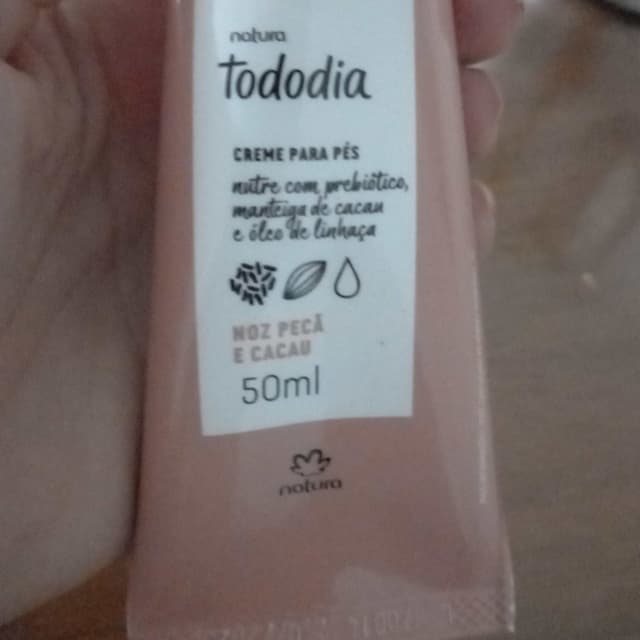 natura
tododia
CREME PARA PÉS
nutre com prebiótico,
manteiga de cacau
e óleo de linhaça
NOZ PECÃ
E CACAU
50ml
natura